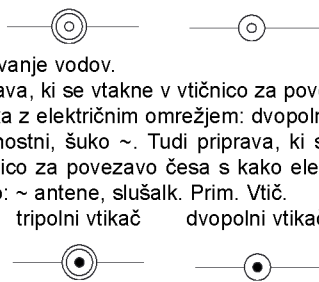 vanje vodov.
ava, ki se vtakne v vtičnico za pov
a z električnim omrežjem: dvopoln
nostni, šuko ~. Tudi priprava, ki s
ico za povezavo česa s kako ele
o: ~ antene, slušalk. Prim. Vtič.
tripolni vtikač dvopolni vtikač